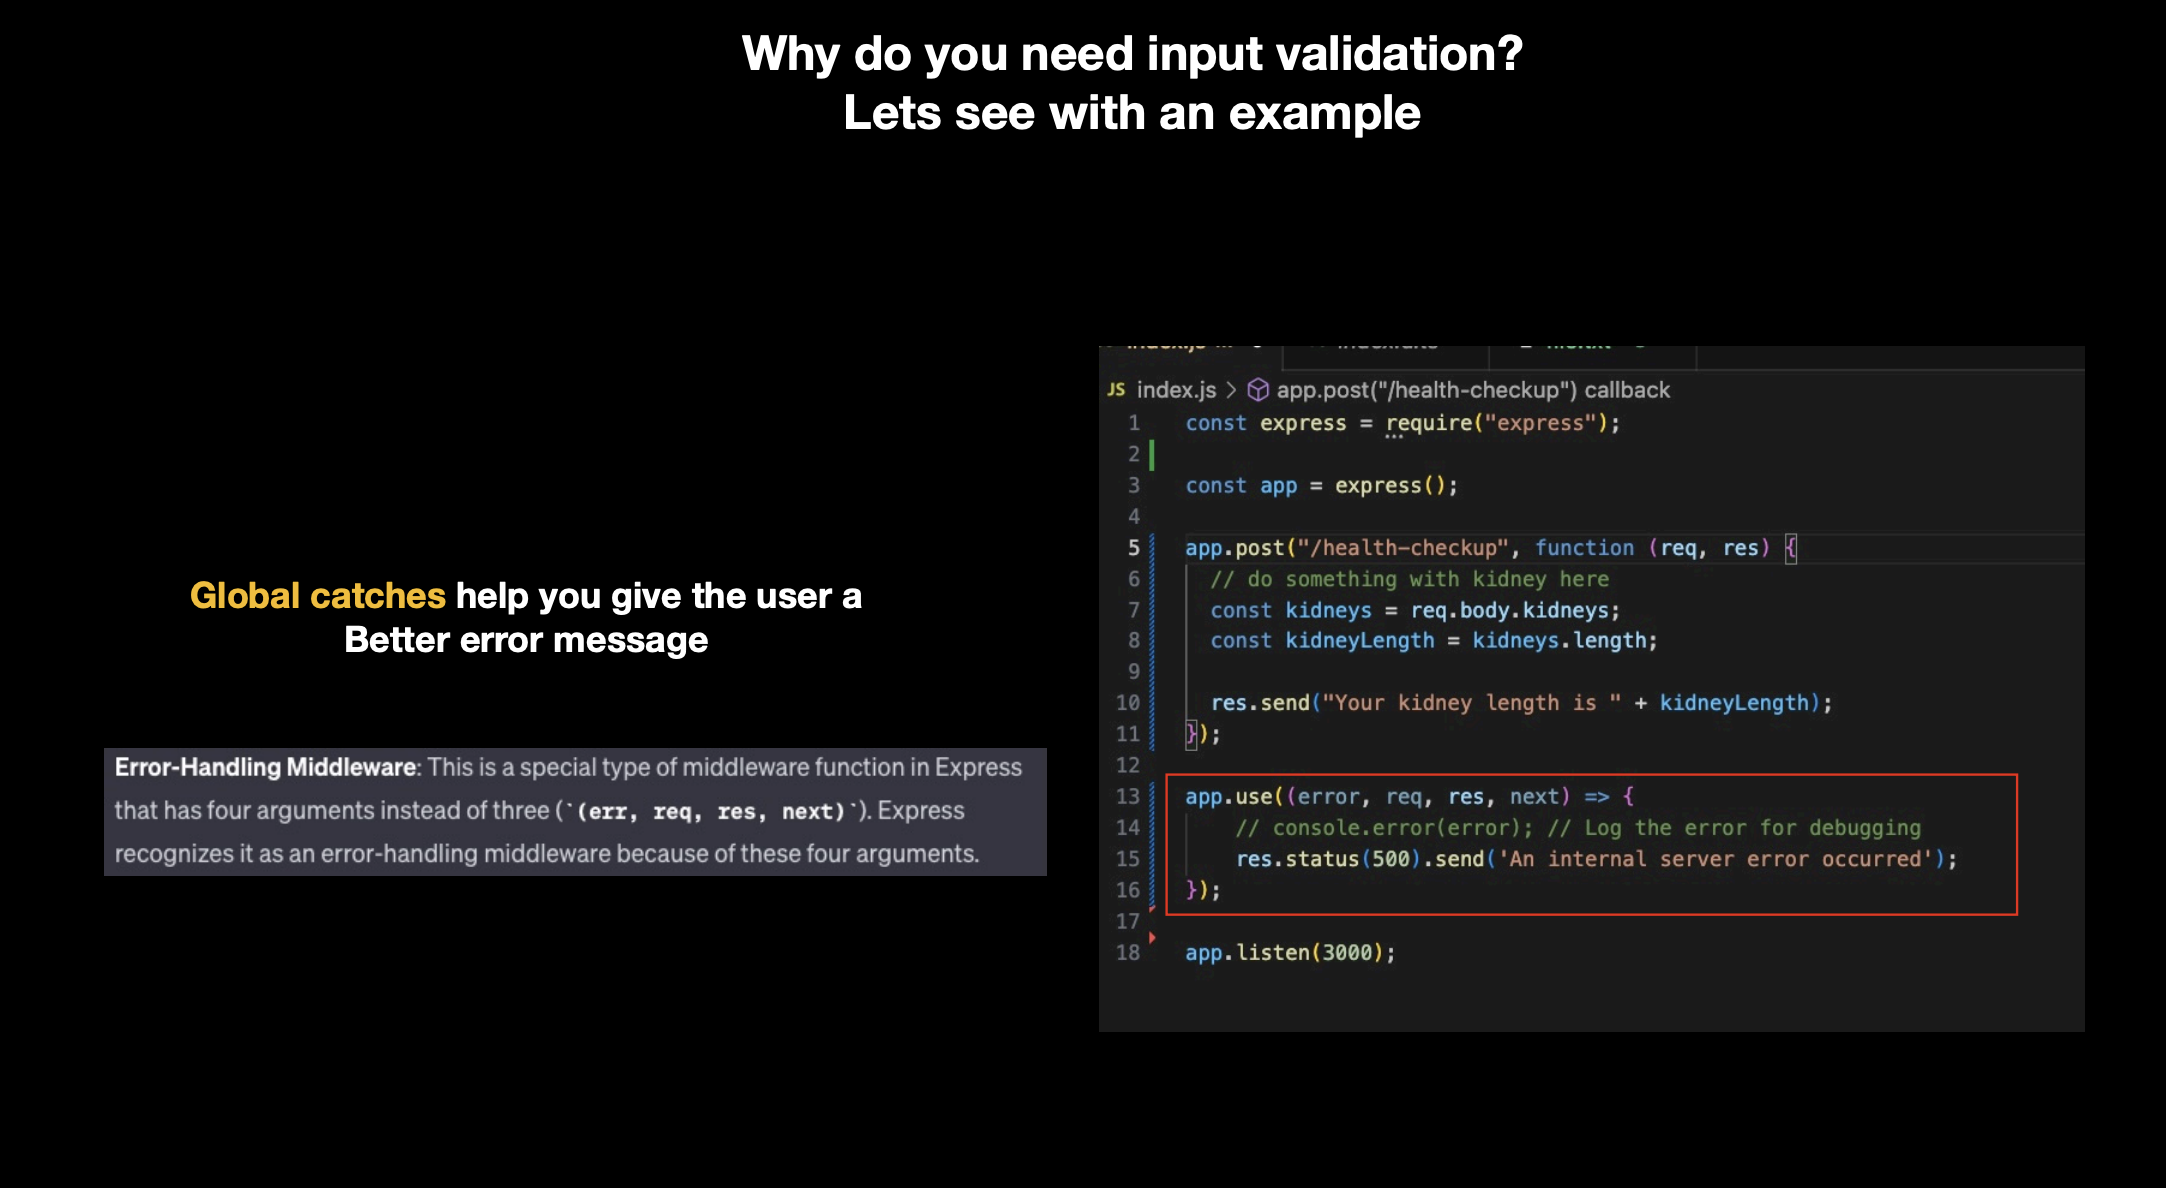 Why do you need input validation?
Lets see with an example
Global catches help you give the user a
Better error message
Error-Handling Middleware: This is a special type of middleware function in Express
that has four arguments instead of three (`(err, req, res, next)`). Express
recognizes it as an error-handling middleware because of these four arguments.
JS index.js > app.post("/health-checkup") callback
1 const express = require("express");
2
3 const app = express();
4
5 app.post("/health-checkup", function (req, res) {
6 // do something with kidney here
7 const kidneys = req.body.kidneys;
8 const kidneyLength = kidneys.length;
9
10 res.send("Your kidney length is " + kidneyLength);
11 });
12
13 app.use((error, req, res, next) => {
14 // console.error(error); // Log the error for debugging
15 res.status(500).send('An internal server error occurred');
16 });
17
18 app.listen(3000);